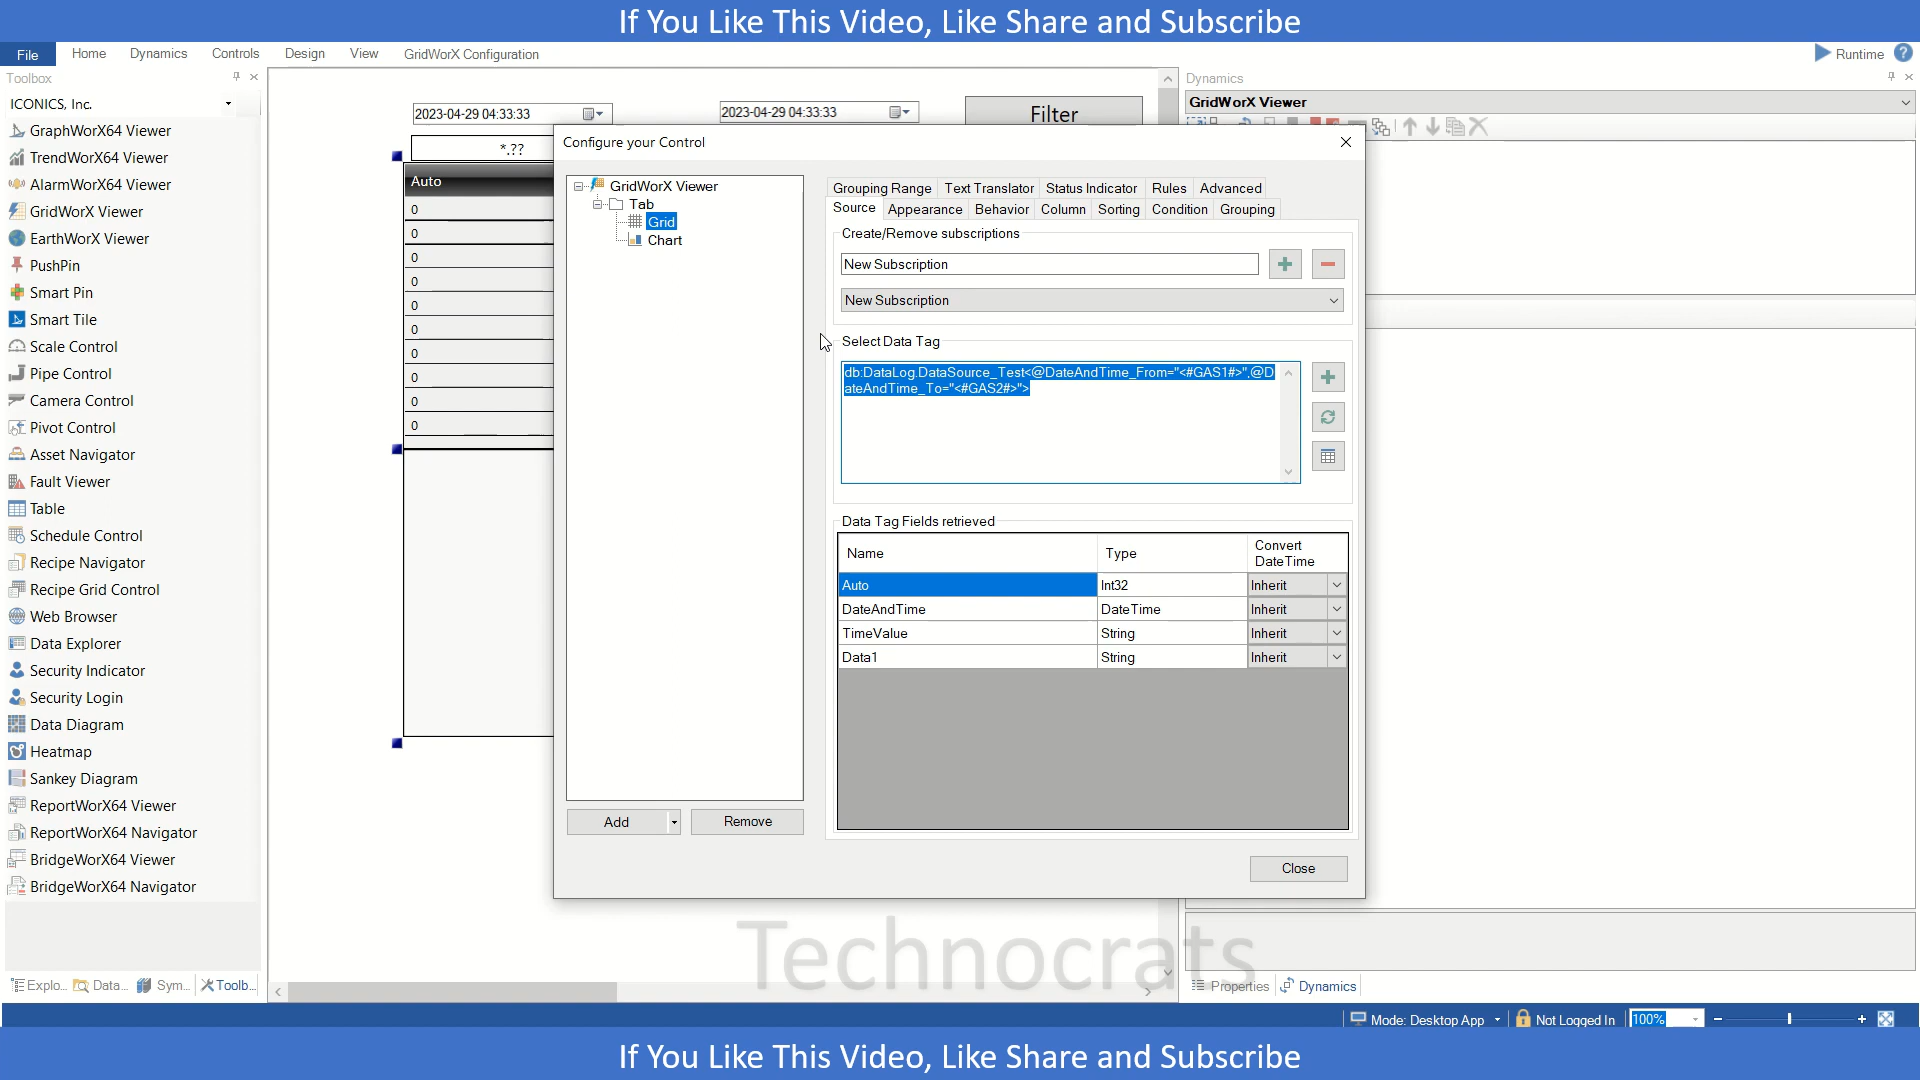 If You Like This Video, Like Share and Subscribe
File Home Dynamics Controls Design View GridWorX Configuration
Runtime
Toolbox
Dynamics
ICONICS, Inc.
GridWorX Viewer
GraphWorX64 Viewer
TrendWorX64 Viewer
AlarmWorX64 Viewer
GridWorX Viewer
EarthWorX Viewer
PushPin
Smart Pin
Smart Tile
Scale Control
Pipe Control
Camera Control
Pivot Control
Asset Navigator
Fault Viewer
Table
Schedule Control
Recipe Navigator
Recipe Grid Control
Web Browser
Data Explorer
Security Indicator
Security Login
Data Diagram
Heatmap
Sankey Diagram
ReportWorX64 Viewer
ReportWorX64 Navigator
BridgeWorX64 Viewer
BridgeWorX64 Navigator
Explo... Data... Sym... Toolb...
2023-04-29 04:33:33
2023-04-29 04:33:33
Filter
*.??
Auto
0
0
0
0
0
0
0
0
0
0
Configure your Control
GridWorX Viewer
Tab
Grid
Chart
Add
Remove
Grouping Range Text Translator Status Indicator Rules Advanced
Source Appearance Behavior Column Sorting Condition Grouping
Create/Remove subscriptions
New Subscription
New Subscription
Select Data Tag
db:DataLog.DataSource_Test<@DateAndTime_From="<#GAS1#>",@D
ateAndTime_To="<#GAS2#>">
Data Tag Fields retrieved
Name Type Convert
DateTime
Auto Int32 Inherit
DateAndTime DateTime Inherit
TimeValue String Inherit
Data1 String Inherit
Close
Technocrats
Properties Dynamics
Mode: Desktop App Not Logged In 100%
If You Like This Video, Like Share and Subscribe